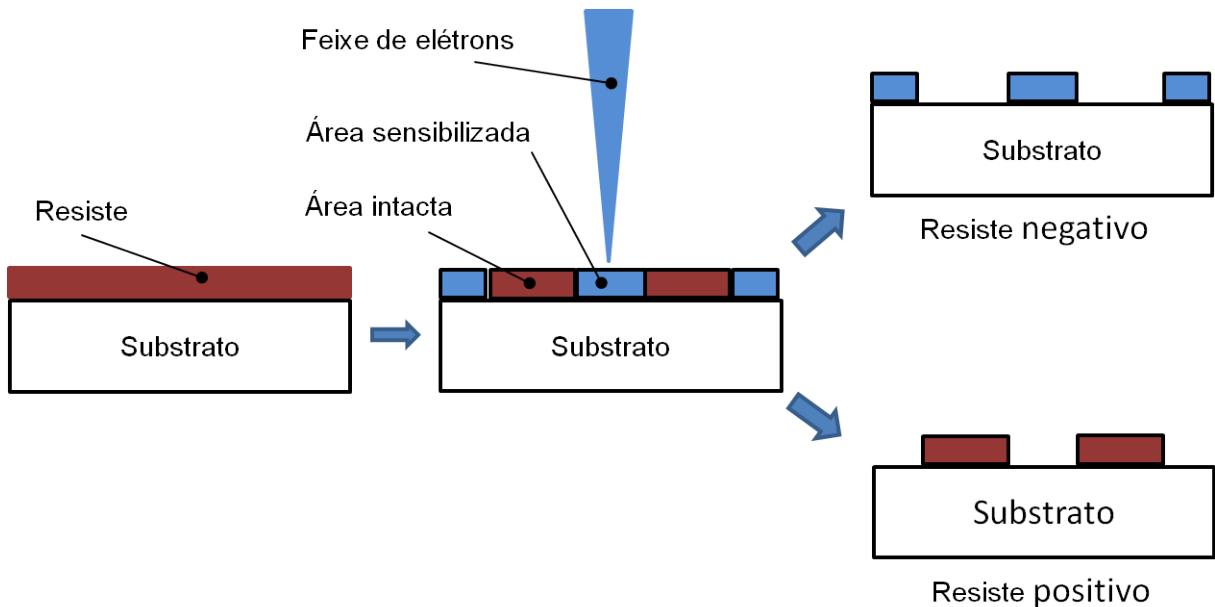 Feixe de elétrons
Área sensibilizada
Área intacta
Resiste
Substrato
Substrato
Substrato
Resiste negativo
Substrato
Resiste positivo